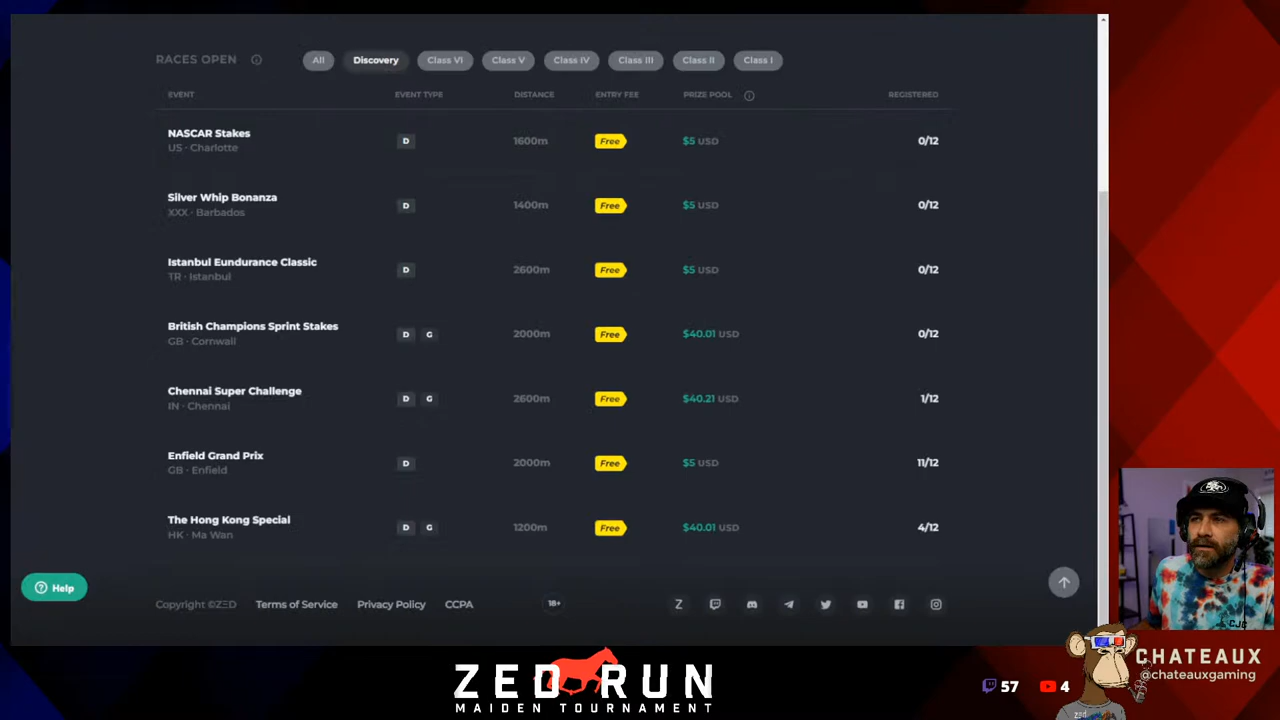 RACES OPEN All Discovery Class VI Class V Class IV Class III Class II Class I
EVENT EVENT TYPE DISTANCE ENTRY FEE PRIZE POOL REGISTERED
NASCAR Stakes
US · Charlotte
D 1600m Free $5 USD 0/12
Silver Whip Bonanza
XXX · Barbados
D 1400m Free $5 USD 0/12
Istanbul Eundurance Classic
TR · Istanbul
D 2600m Free $5 USD 0/12
British Champions Sprint Stakes
GB · Cornwall
D G 2000m Free $40.01 USD 0/12
Chennai Super Challenge
IN · Chennai
D G 2600m Free $40.21 USD 1/12
Enfield Grand Prix
GB · Enfield
D 2000m Free $5 USD 11/12
The Hong Kong Special
HK · Ma Wan
D G 1200m Free $40.01 USD 4/12
Help
Copyright ©ZED Terms of Service Privacy Policy CCPA 18+
Z
CJC
ZED RUN
MAIDEN TOURNAMENT
57 4
CHATEAUX
@chateauxgaming
zed